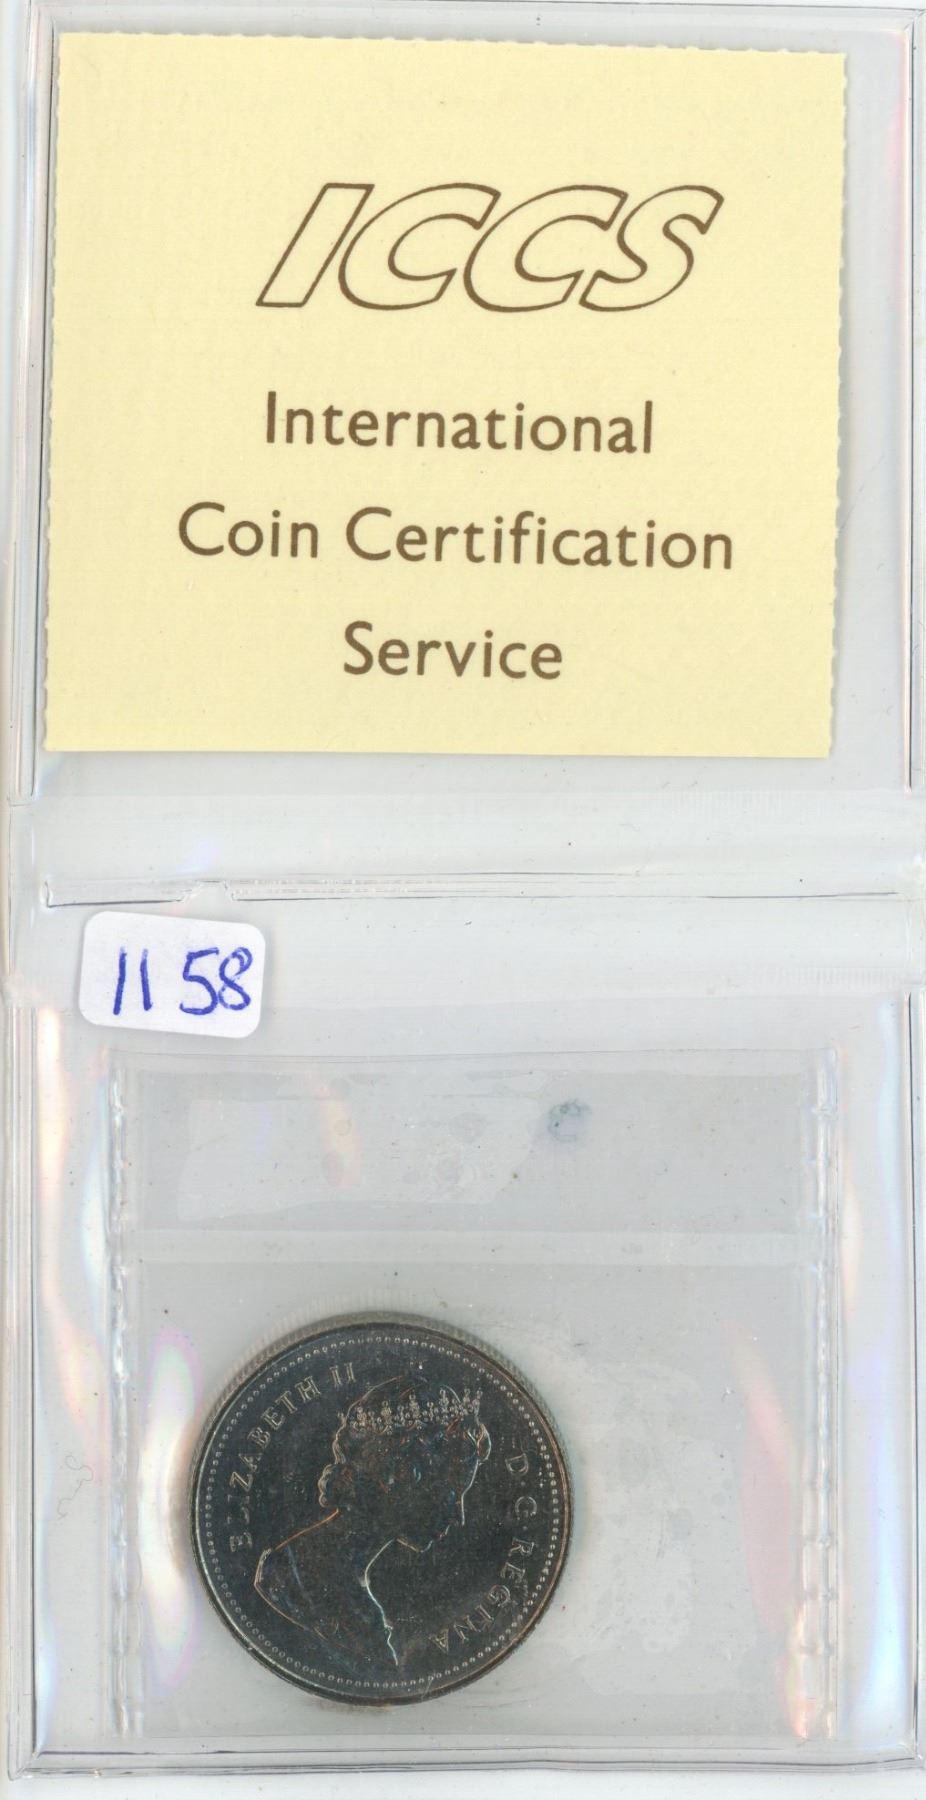 ICCS
International
Coin Certification
Service
11 58
ELIZABETH II
D·G·REGINA